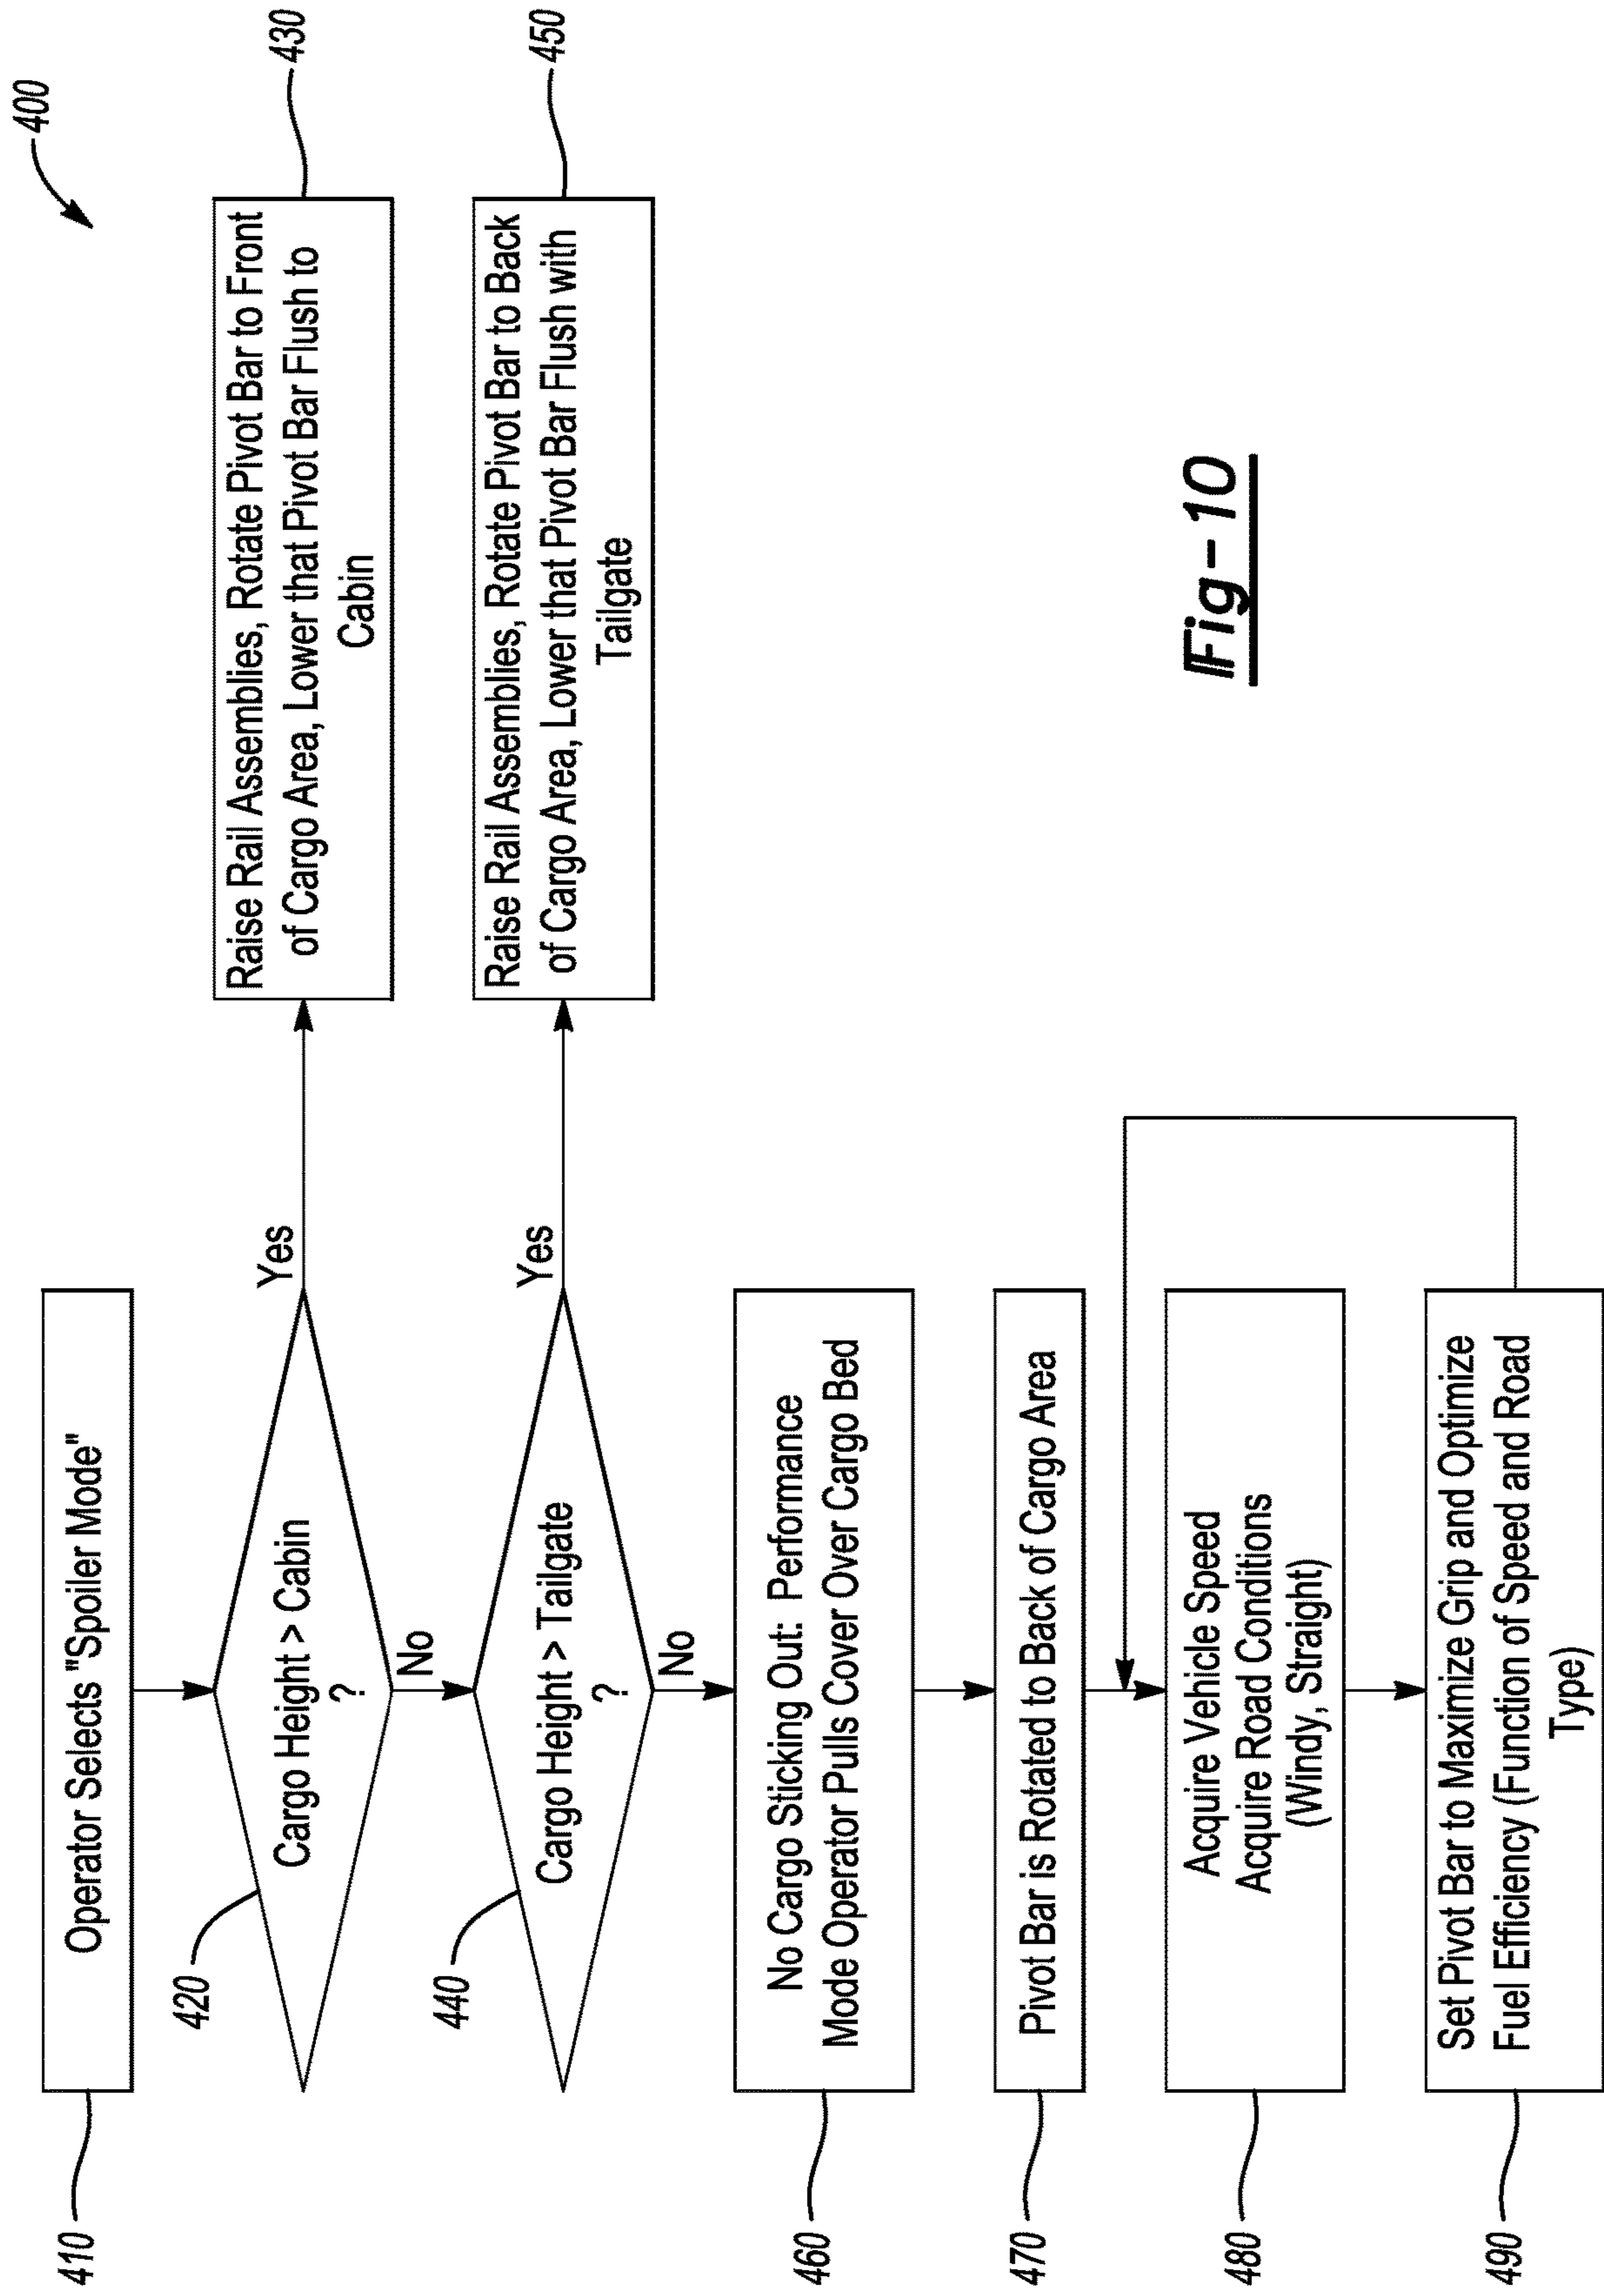 400
410
Operator Selects "Spoiler Mode"
420
Cargo Height > Cabin
?
Yes
No
Raise Rail Assemblies, Rotate Pivot Bar to Front
of Cargo Area, Lower that Pivot Bar Flush to
Cabin
430
440
Cargo Height > Tailgate
?
Yes
No
Raise Rail Assemblies, Rotate Pivot Bar to Back
of Cargo Area, Lower that Pivot Bar Flush with
Tailgate
450
460
No Cargo Sticking Out: Performance
Mode Operator Pulls Cover Over Cargo Bed
470
Pivot Bar is Rotated to Back of Cargo Area
480
Acquire Vehicle Speed
Acquire Road Conditions
(Windy, Straight)
490
Set Pivot Bar to Maximize Grip and Optimize
Fuel Efficiency (Function of Speed and Road
Type)
Fig-10